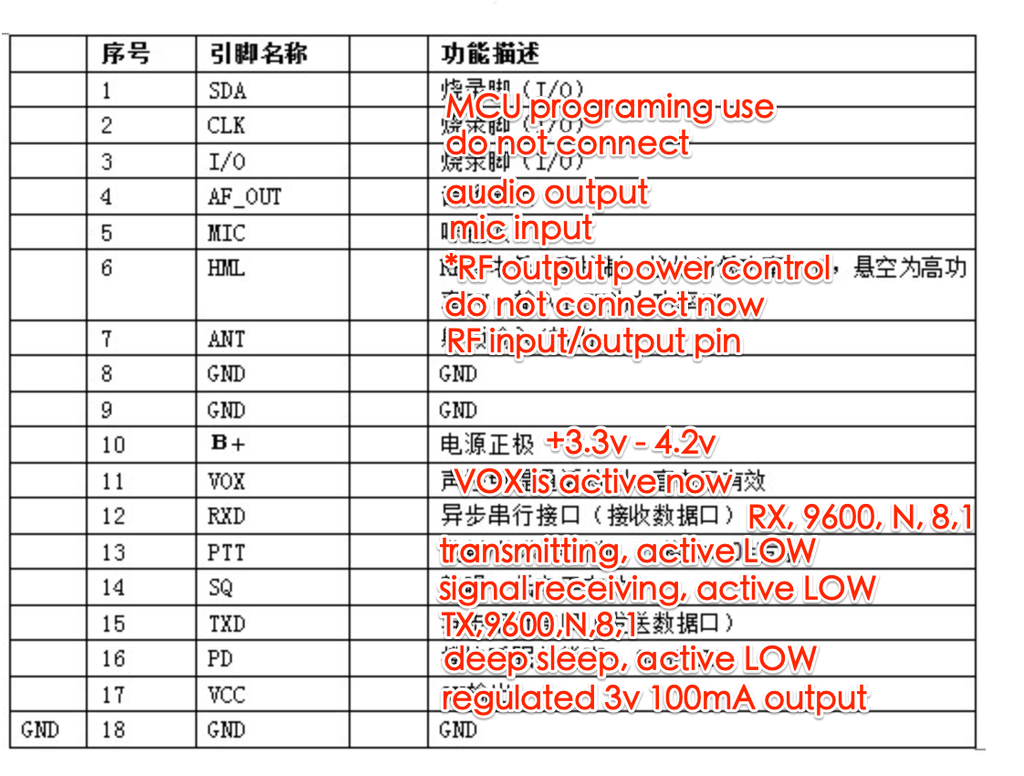 序号 引脚名称 功能描述
1 SDA 烧录脚（I/O）
MCU programing use
2 CLK 烧录脚（I/O）
do not connect
3 I/O 烧录脚（I/O）
4 AF_OUT audio output
5 MIC mic input
6 HML *RF output power control ，悬空为高功
do not connect now
7 ANT RF input/output pin
8 GND GND
9 GND GND
10 B+ 电源正极 +3.3v - 4.2v
11 VOX VOX is active now 有效
12 RXD 异步串行接口（接收数据口） RX, 9600, N, 8,1
13 PTT transmitting, active LOW
14 SQ signal receiving, active LOW
15 TXD TX,9600,N,8,1 发送数据口）
16 PD deep sleep, active LOW
17 VCC regulated 3v 100mA output
GND 18 GND GND